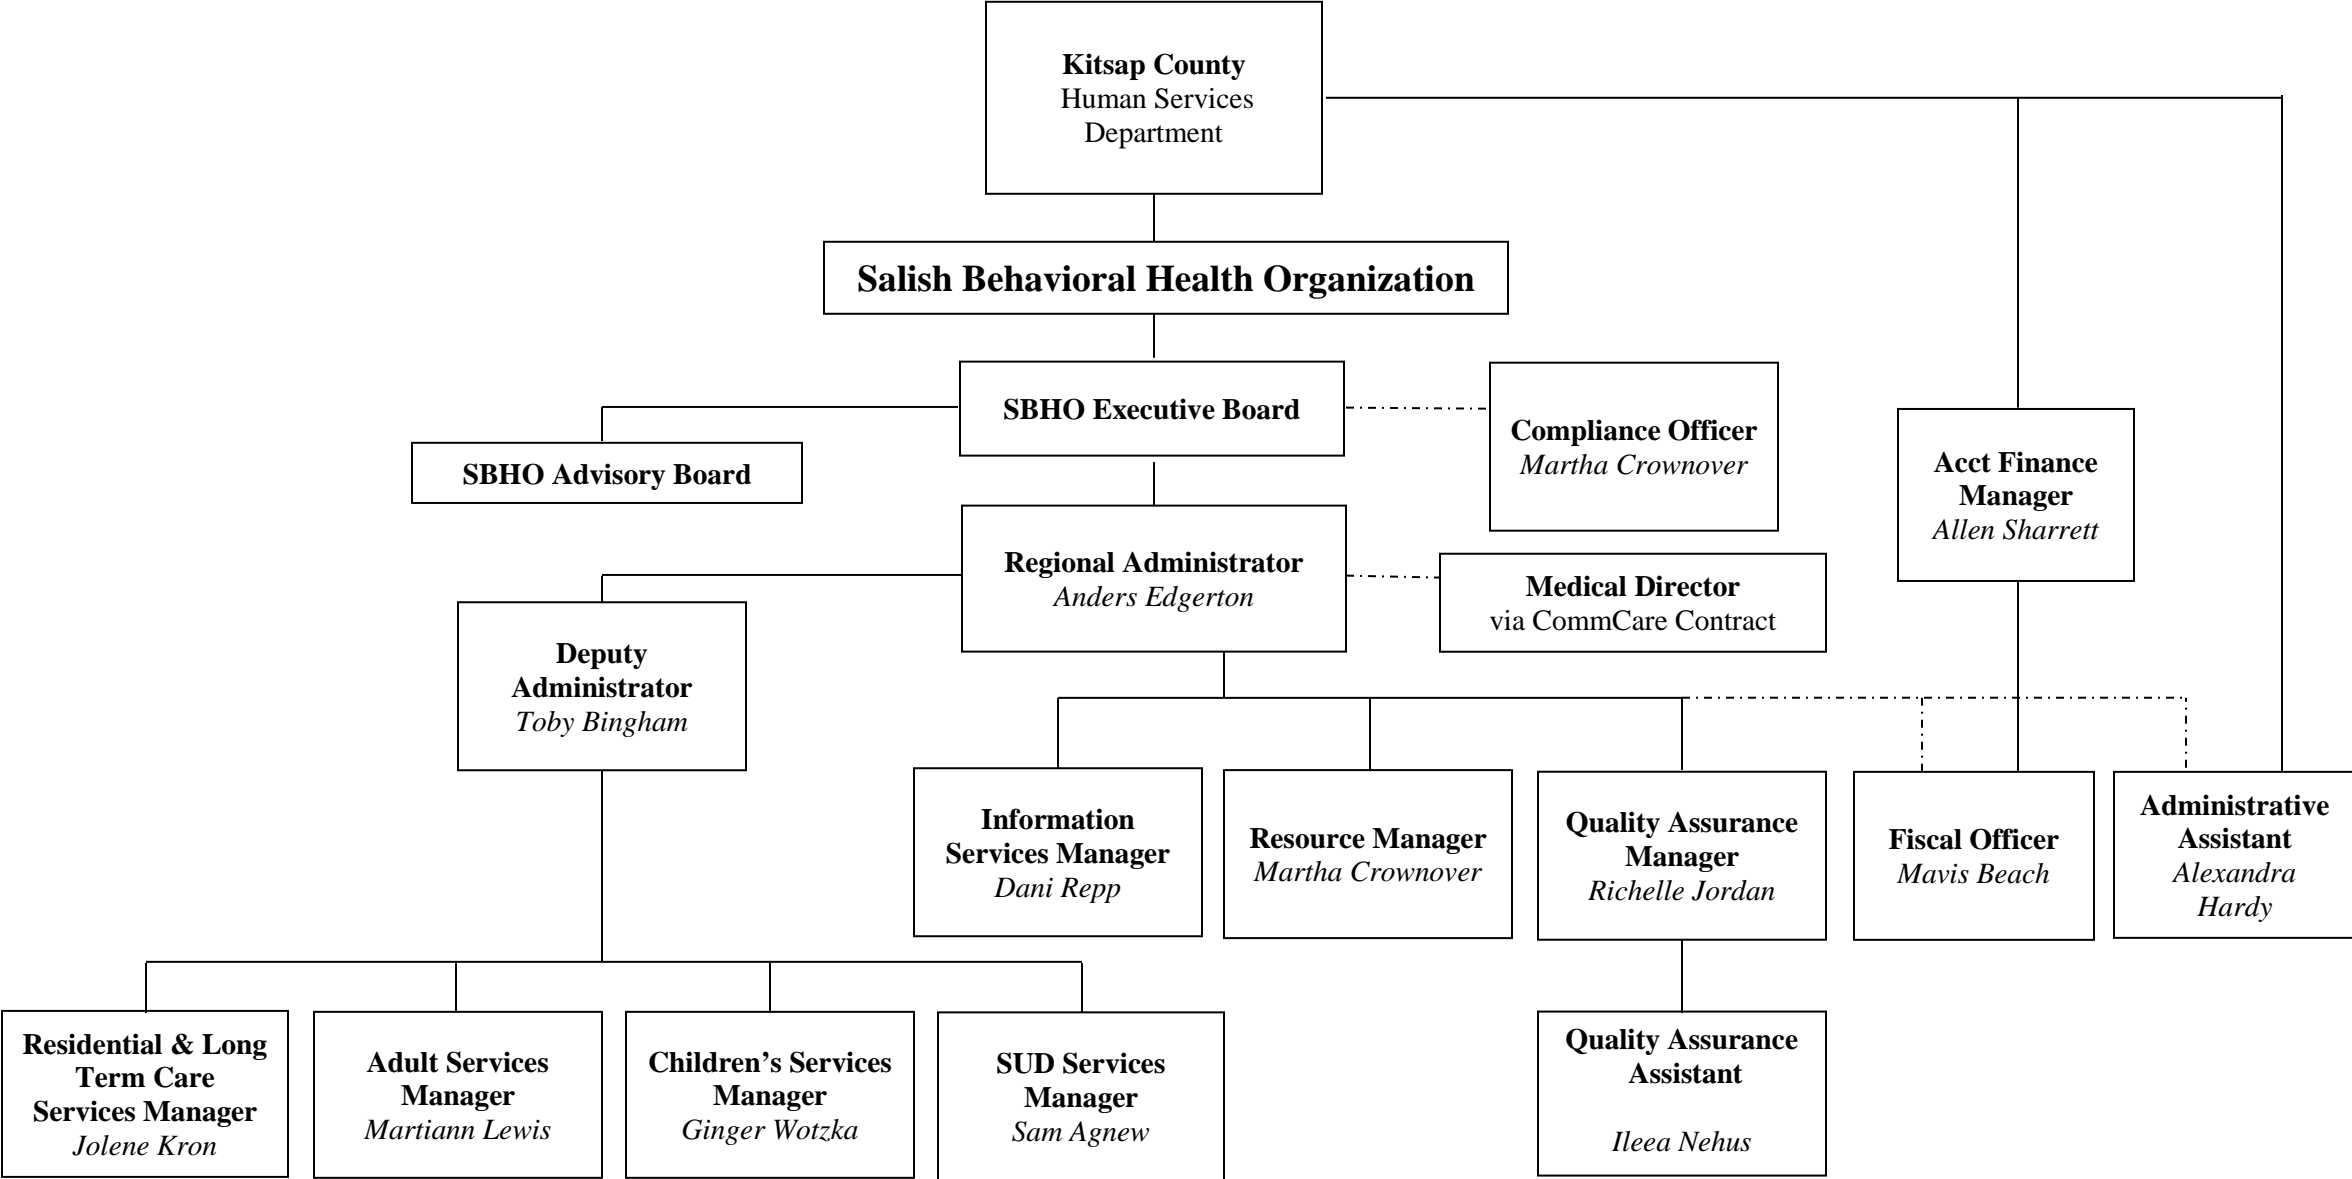 Kitsap County
Human Services
Department
Salish Behavioral Health Organization
SBHO Executive Board
Compliance Officer
Martha Crownover
SBHO Advisory Board
Acct Finance
Manager
Allen Sharrett
Regional Administrator
Anders Edgerton
Medical Director
via CommCare Contract
Deputy
Administrator
Toby Bingham
Information
Services Manager
Dani Repp
Resource Manager
Martha Crownover
Quality Assurance
Manager
Richelle Jordan
Fiscal Officer
Mavis Beach
Administrative
Assistant
Alexandra
Hardy
Residential & Long
Term Care
Services Manager
Jolene Kron
Adult Services
Manager
Martiann Lewis
Children’s Services
Manager
Ginger Wotzka
SUD Services
Manager
Sam Agnew
Quality Assurance
Assistant
Ileea Nehus